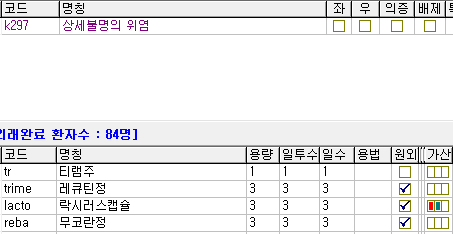 코드 명칭 좌 우 의증 배제
k297 상세불명의 위염
외래완료 환자수 : 84명]
코드 명칭 용량 일투수 일수 용법 원외 가산
tr 티램주 1 1 1
trime 레큐틴정 3 3 3
lacto 락시러스캡슐 3 3 3
reba 무코란정 3 3 3